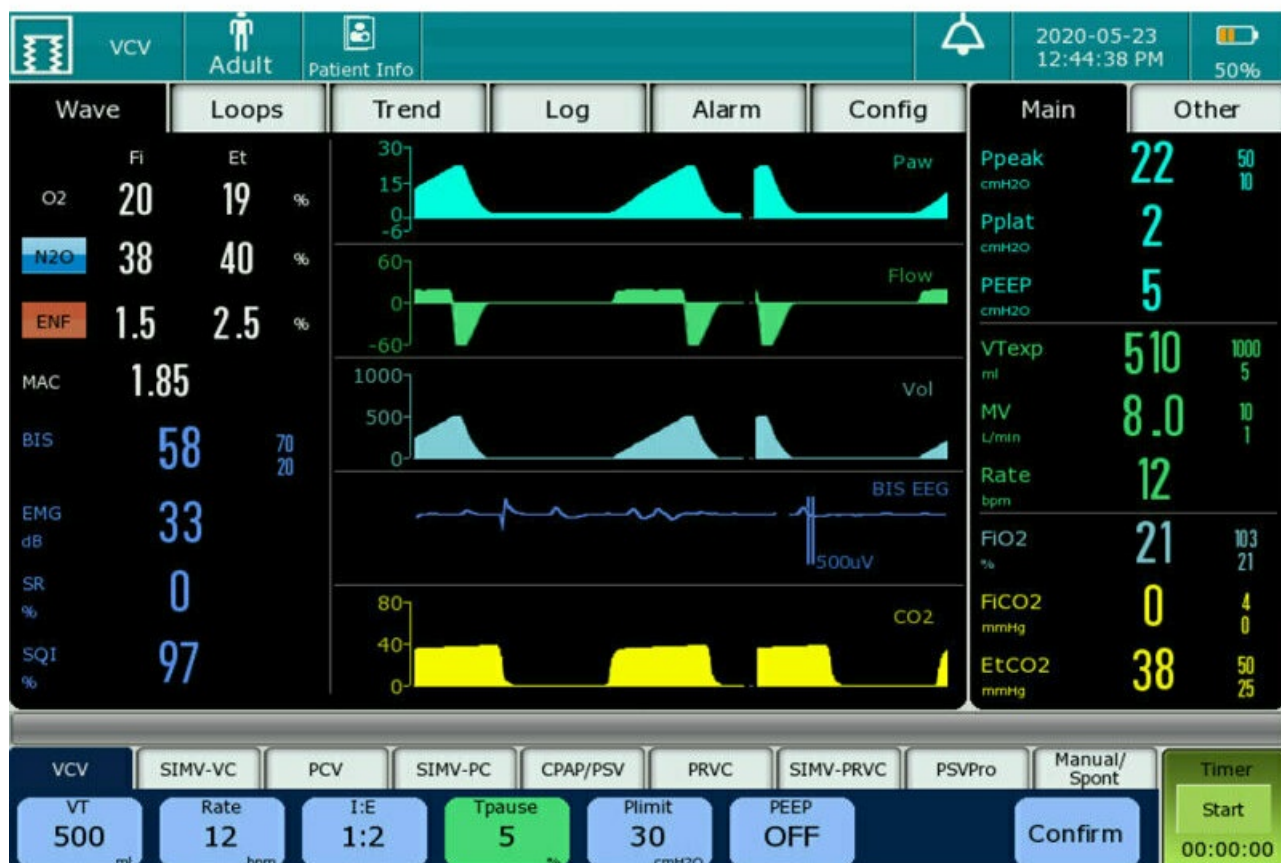 VCV
Adult
Patient Info
2020-05-23
12:44:38 PM
50%
Wave Loops Trend Log Alarm Config Main Other
Fi Et
O2 20 19 %
N2O 38 40 %
ENF 1.5 2.5 %
MAC 1.85
BIS 58 70
20
EMG 33
dB
SR 0
%
SQI 97
%
30 Paw
15
0
-6
60 Flow
0
-60
1000 Vol
500
0
BIS EEG
500uV
80 CO2
40
0
Ppeak 22 50
cmH2O 10
Pplat 2
cmH2O
PEEP 5
cmH2O
VTexp 510 1000
ml 5
MV 8.0 10
L/min 1
Rate 12
bpm
FiO2 21 103
% 21
FiCO2 0 4
mmHg 0
EtCO2 38 50
mmHg 25
VCV SIMV-VC PCV SIMV-PC CPAP/PSV PRVC SIMV-PRVC PSVPro Manual/
Spont
Timer
VT Rate I:E Tpause Plimit PEEP
500 12 1:2 5 30 OFF
ml bpm % cmH2O
Confirm
Start
00:00:00